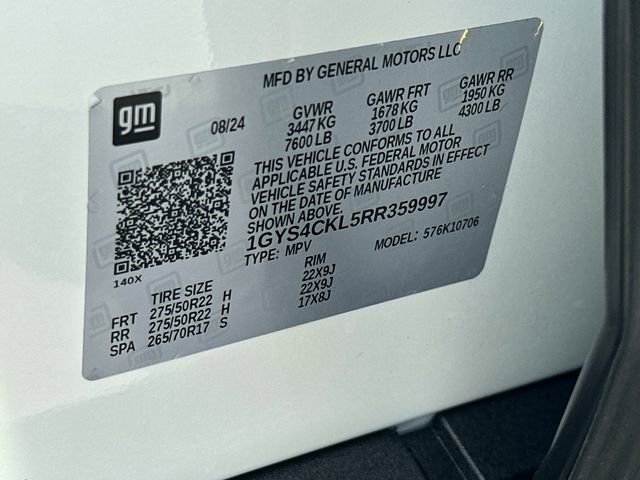 MFD BY GENERAL MOTORS LLC
gm
08/24
GVWR
3447 KG
7600 LB
GAWR FRT
1678 KG
3700 LB
GAWR RR
1950 KG
4300 LB
THIS VEHICLE CONFORMS TO ALL
APPLICABLE U.S. FEDERAL MOTOR
VEHICLE SAFETY STANDARDS IN EFFECT
ON THE DATE OF MANUFACTURE
SHOWN ABOVE.
1GYS4CKL5RR359997
TYPE: MPV
MODEL: 576K10706
140X
TIRE SIZE
RIM
FRT 275/50R22 H 22X9J
RR 275/50R22 H 22X9J
SPA 265/70R17 S 17X8J